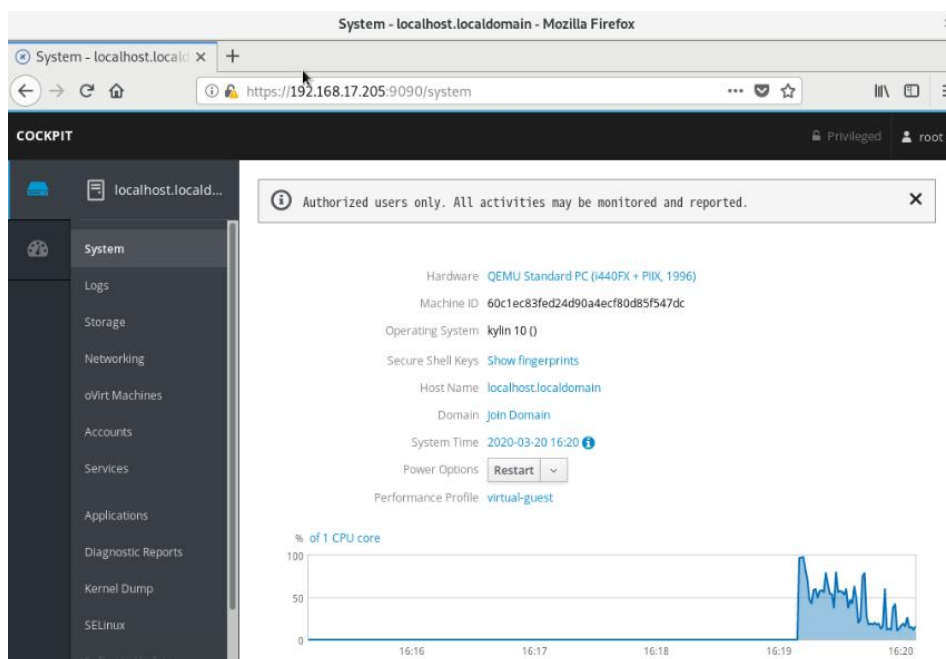 System - localhost.localdomain - Mozilla Firefox
System - localhost.locald
https://192.168.17.205:9090/system
COCKPIT
Privileged
root
localhost.locald...
Authorized users only. All activities may be monitored and reported.
System
Logs
Storage
Networking
oVirt Machines
Accounts
Services
Applications
Diagnostic Reports
Kernel Dump
SELinux
Hardware QEMU Standard PC (i440FX + PIIX, 1996)
Machine ID 60c1ec83fed24d90a4ecf80d85f547dc
Operating System kylin 10 ()
Secure Shell Keys Show fingerprints
Host Name localhost.localdomain
Domain Join Domain
System Time 2020-03-20 16:20
Power Options Restart
Performance Profile virtual-guest
% of 1 CPU core
100
50
0
16:16 16:17 16:18 16:19 16:20